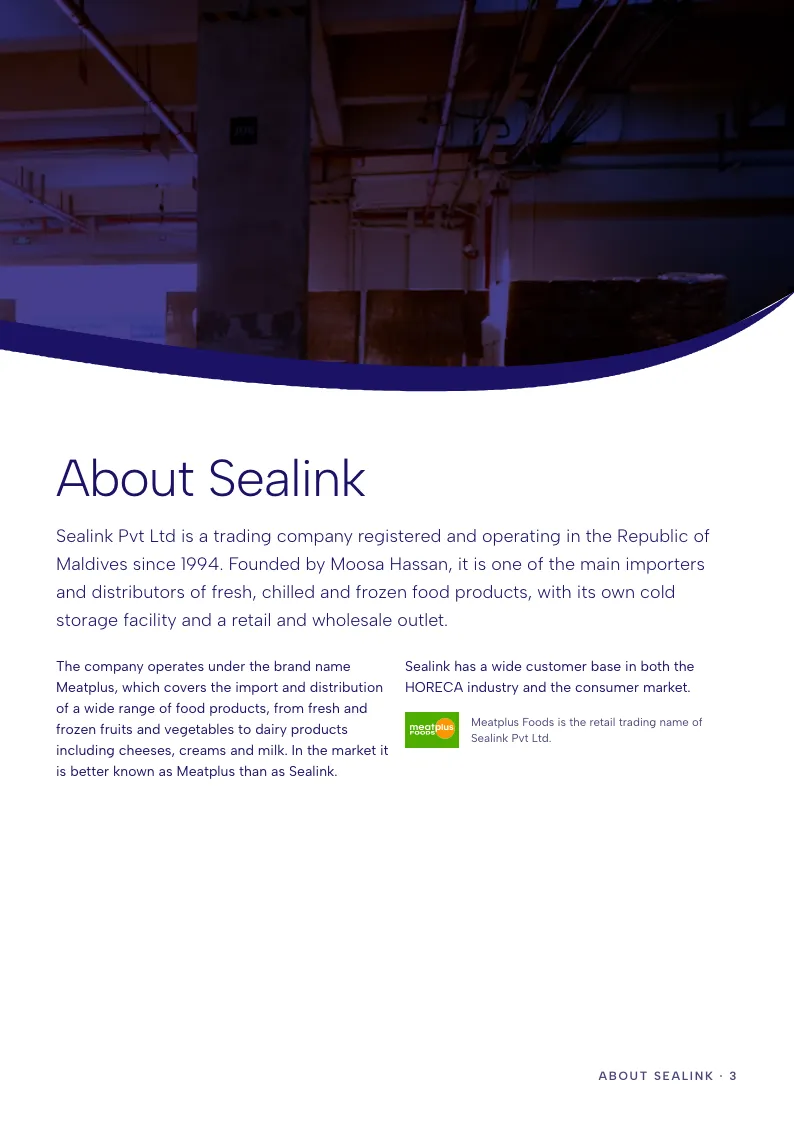 About Sealink
Sealink Pvt Ltd is a trading company registered and operating in the Republic of
Maldives since 1994. Founded by Moosa Hassan, it is one of the main importers
and distributors of fresh, chilled and frozen food products, with its own cold
storage facility and a retail and wholesale outlet.
The company operates under the brand name
Meatplus, which covers the import and distribution
of a wide range of food products, from fresh and
frozen fruits and vegetables to dairy products
including cheeses, creams and milk. In the market it
is better known as Meatplus than as Sealink.
Sealink has a wide customer base in both the
HORECA industry and the consumer market.
meatplus
FOODS
Meatplus Foods is the retail trading name of
Sealink Pvt Ltd.
ABOUT SEALINK · 3